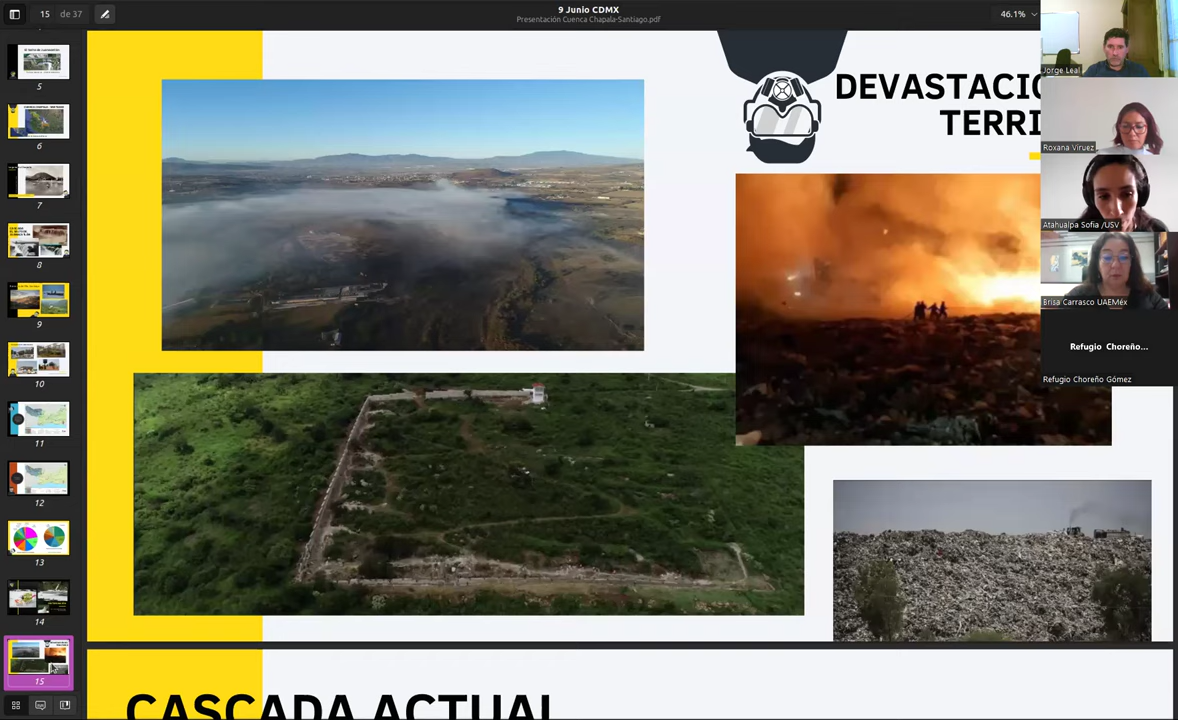 15 de 37
9 Junio CDMX
Presentación Cuenca Chapala-Santiago.pdf
46.1%
5
6
7
8
9
10
11
12
13
14
15
DEVASTACIO
TERRI
CASCADA ACTUAL
Jorge Leal
Roxana Viruez
Atahualpa Sofia /USV
Brisa Carrasco UAEMéx
Refugio Choreño...
Refugio Choreño Gómez